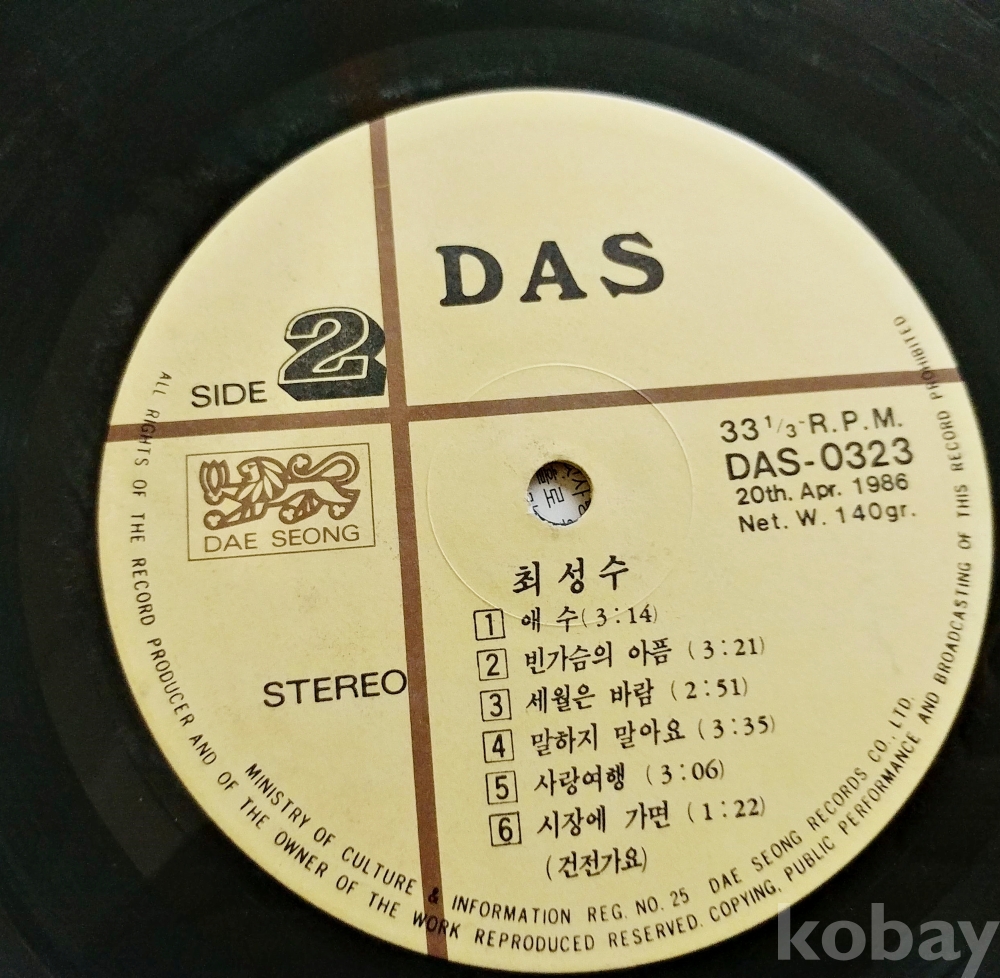 DAS
SIDE 2
DAE SEONG
33 1/3 R.P.M.
DAS-0323
20th. Apr. 1986
Net. W. 140gr.
STEREO
최 성 수
1 애 수 (3:14)
2 빈가슴의 아픔 (3:21)
3 세월은 바람 (2:51)
4 말하지 말아요 (3:35)
5 사랑여행 (3:06)
6 시장에 가면 (1:22)
(건전가요)
MINISTRY OF CULTURE & INFORMATION REG. NO. 25 DAE SEONG RECORDS CO., LTD.
ALL RIGHTS OF THE RECORD PRODUCER AND OF THE OWNER OF THE WORK REPRODUCED RESERVED. COPYING, PUBLIC PERFORMANCE AND BROADCASTING OF THIS RECORD PROHIBITED
kobay